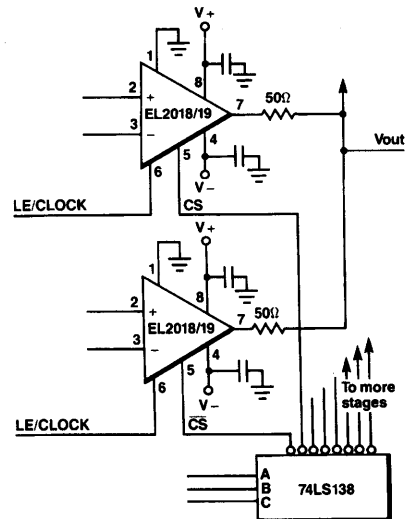 V+
1
8
2
+
EL2018/19
7
50Ω
3
−
4
5
6
V−
Vout
LE/CLOCK
CS
V+
1
8
2
+
EL2018/19
7
50Ω
3
−
4
5
6
V−
To more
stages
LE/CLOCK
C̅S̅
A
B
C
74LS138